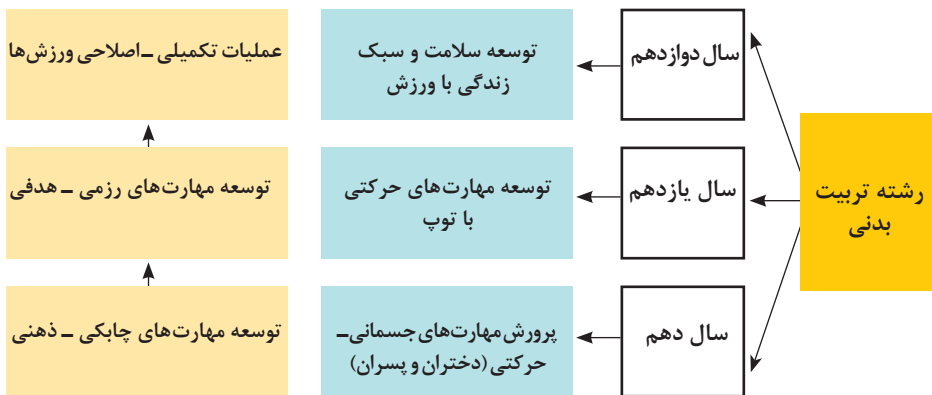 رشته تربیت
بدنی
سال دوازدهم
توسعه سلامت و سبک
زندگی با ورزش
عملیات تکمیلی ـ اصلاحی ورزش‌ها
سال یازدهم
توسعه مهارت‌های حرکتی
با توپ
توسعه مهارت‌های رزمی ـ هدفی
سال دهم
پرورش مهارت‌های جسمانی ـ
حرکتی (دختران و پسران)
توسعه مهارت‌های چابکی ـ ذهنی